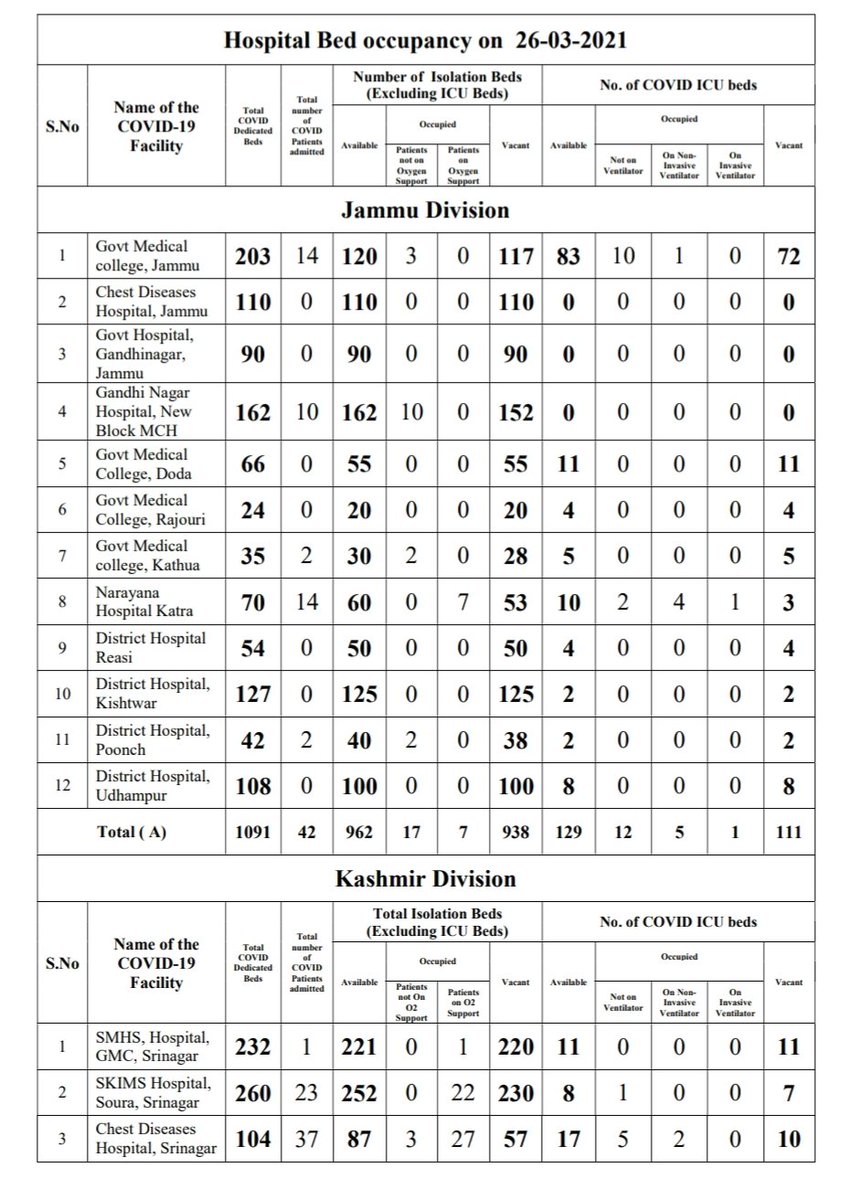 Hospital Bed occupancy on 26-03-2021
S.No
Name of the
COVID-19
Facility
Total
COVID
Dedicated
Beds
Total
number
of
COVID
Patients
admitted
Number of Isolation Beds
(Excluding ICU Beds)
No. of COVID ICU beds
Available
Occupied
Vacant
Available
Occupied
Vacant
Patients
not on
Oxygen
Support
Patients
on
Oxygen
Support
Not on
Ventilator
On Non-
Invasive
Ventilator
On
Invasive
Ventilator
Jammu Division
1 Govt Medical
college, Jammu 203 14 120 3 0 117 83 10 1 0 72
2 Chest Diseases
Hospital, Jammu 110 0 110 0 0 110 0 0 0 0 0
3 Govt Hospital,
Gandhinagar,
Jammu 90 0 90 0 0 90 0 0 0 0 0
4 Gandhi Nagar
Hospital, New
Block MCH 162 10 162 10 0 152 0 0 0 0 0
5 Govt Medical
College, Doda 66 0 55 0 0 55 11 0 0 0 11
6 Govt Medical
College, Rajouri 24 0 20 0 0 20 4 0 0 0 4
7 Govt Medical
college, Kathua 35 2 30 2 0 28 5 0 0 0 5
8 Narayana
Hospital Katra 70 14 60 0 7 53 10 2 4 1 3
9 District Hospital
Reasi 54 0 50 0 0 50 4 0 0 0 4
10 District Hospital,
Kishtwar 127 0 125 0 0 125 2 0 0 0 2
11 District Hospital,
Poonch 42 2 40 2 0 38 2 0 0 0 2
12 District Hospital,
Udhampur 108 0 100 0 0 100 8 0 0 0 8
Total ( A) 1091 42 962 17 7 938 129 12 5 1 111
Kashmir Division
S.No
Name of the
COVID-19
Facility
Total
COVID
Dedicated
Beds
Total
number
of
COVID
Patients
admitted
Total Isolation Beds
(Excluding ICU Beds)
No. of COVID ICU beds
Available
Occupied
Vacant
Available
Occupied
Vacant
Patients
not On
O2
Support
Patients
on O2
Support
Not on
Ventilator
On Non-
Invasive
Ventilator
On
Invasive
Ventilator
1 SMHS, Hospital,
GMC, Srinagar 232 1 221 0 1 220 11 0 0 0 11
2 SKIMS Hospital,
Soura, Srinagar 260 23 252 0 22 230 8 1 0 0 7
3 Chest Diseases
Hospital, Srinagar 104 37 87 3 27 57 17 5 2 0 10